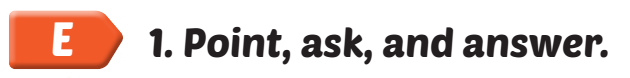 E 1. Point, ask, and answer.